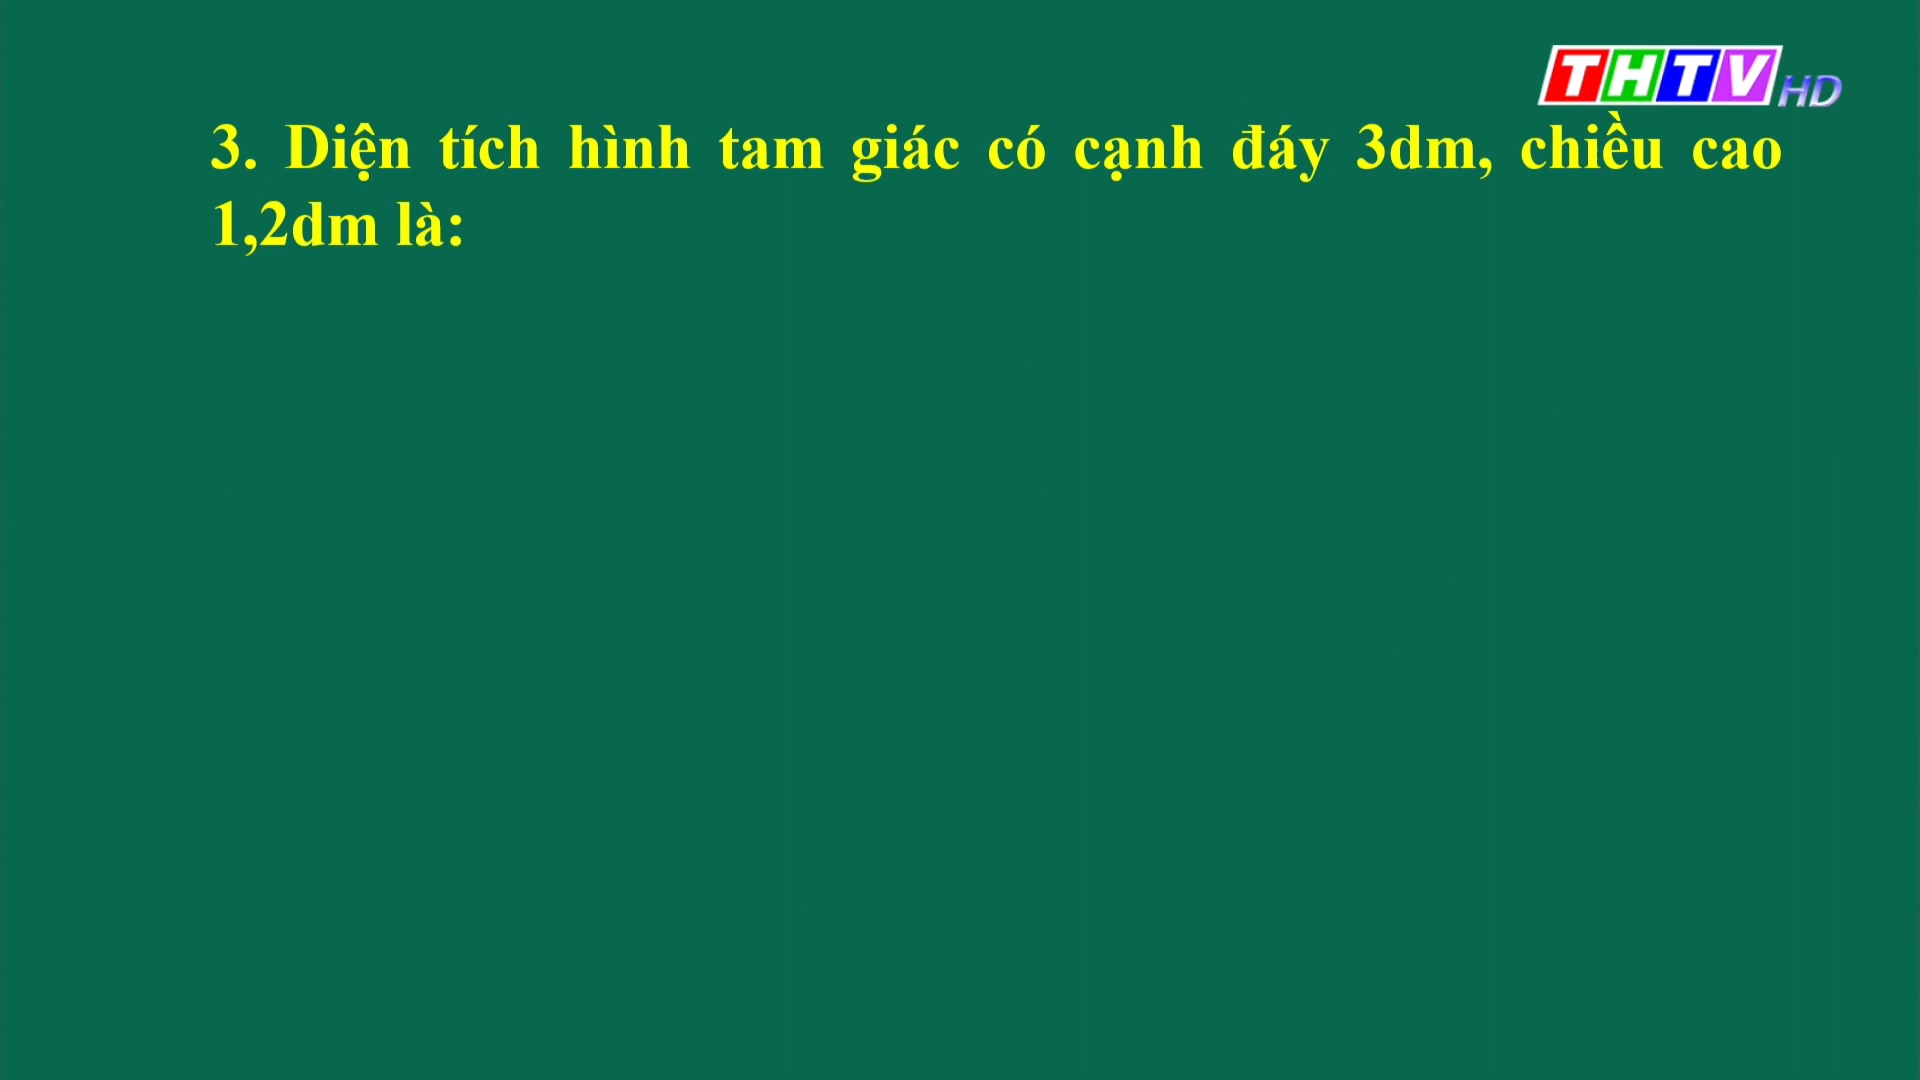 THTV HD
3. Diện tích hình tam giác có cạnh đáy 3dm, chiều cao
1,2dm là: